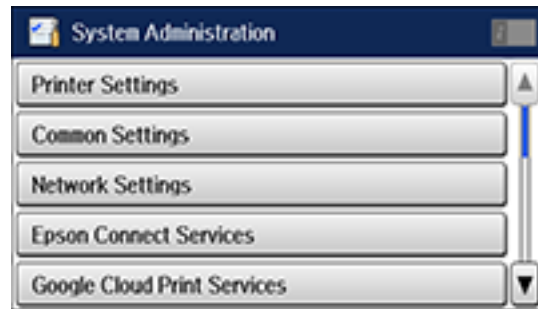 System Administration
Printer Settings
Common Settings
Network Settings
Epson Connect Services
Google Cloud Print Services